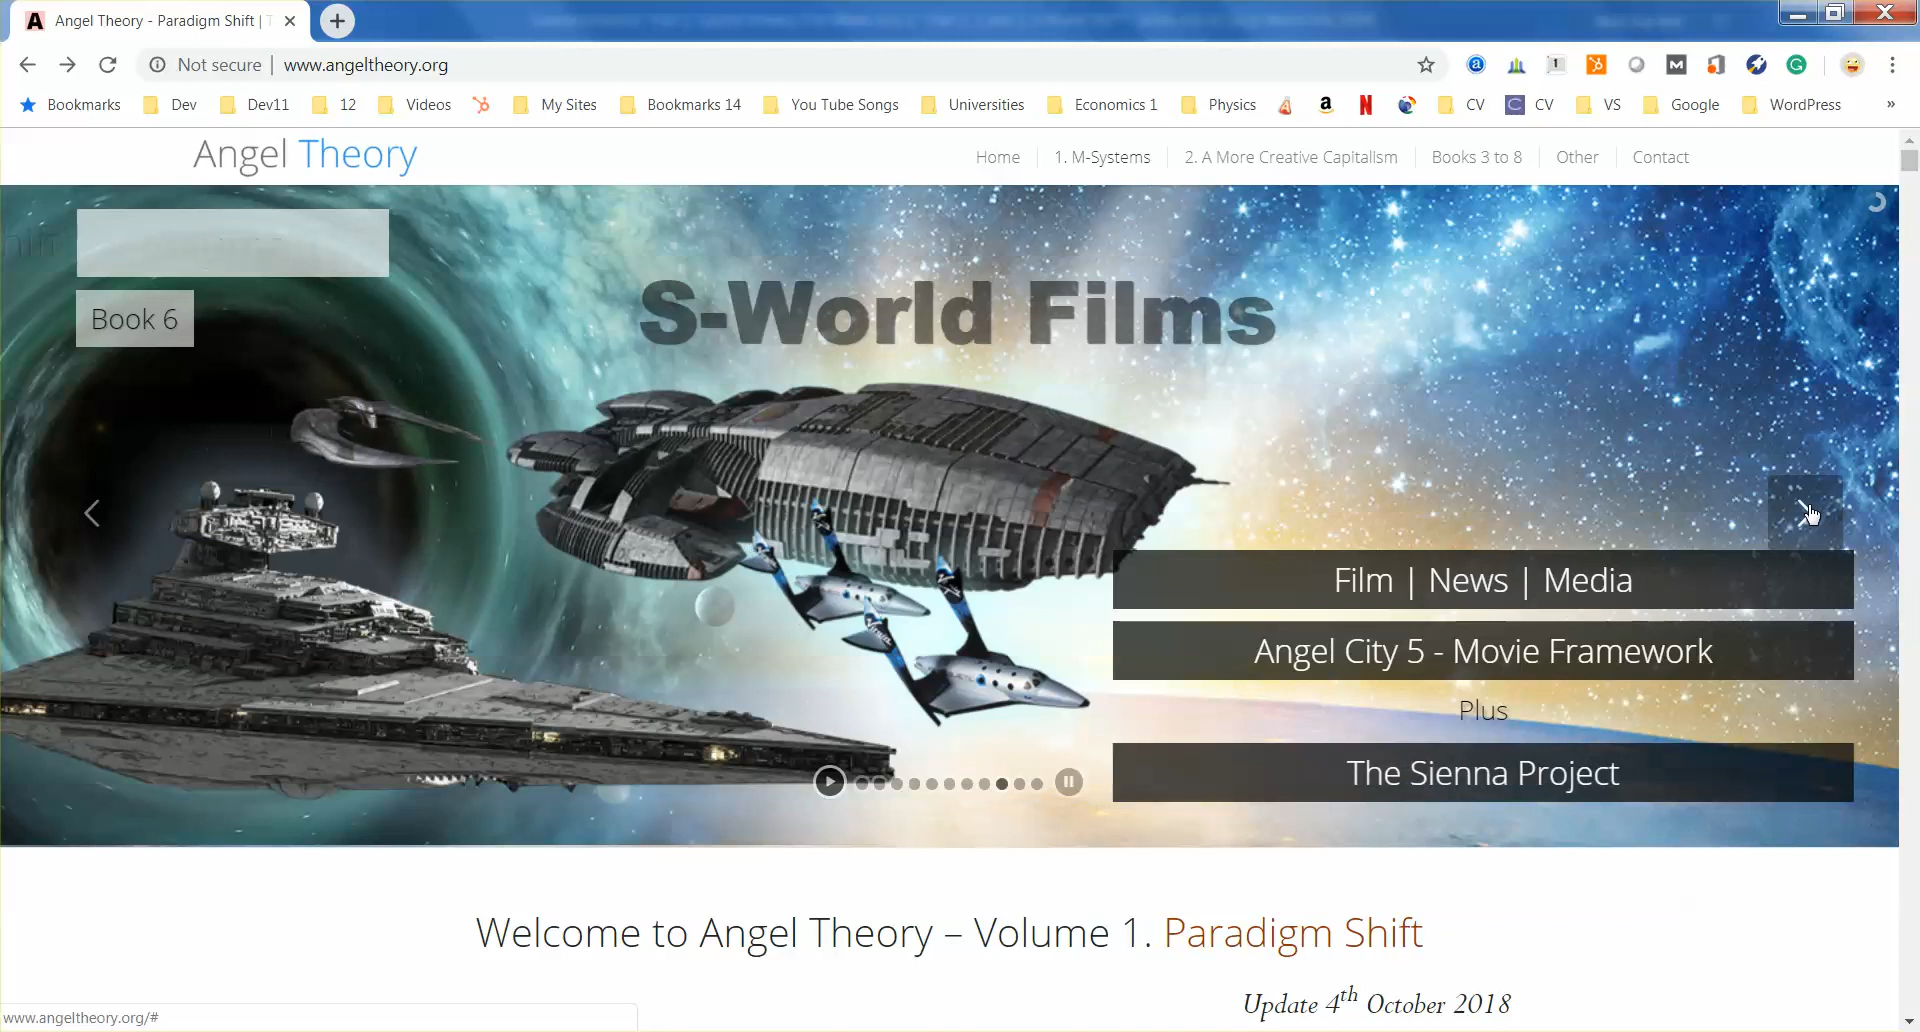 Angel Theory - Paradigm Shift | T
Not secure | www.angeltheory.org
Bookmarks Dev Dev11 12 Videos My Sites Bookmarks 14 You Tube Songs Universities Economics 1 Physics CV CV VS Google WordPress »
Angel Theory
Home 1. M-Systems 2. A More Creative Capitalism Books 3 to 8 Other Contact
S-World Films
Book 6
Film | News | Media
Angel City 5 - Movie Framework
Plus
The Sienna Project
Welcome to Angel Theory – Volume 1. Paradigm Shift
Update 4th October 2018
www.angeltheory.org/#